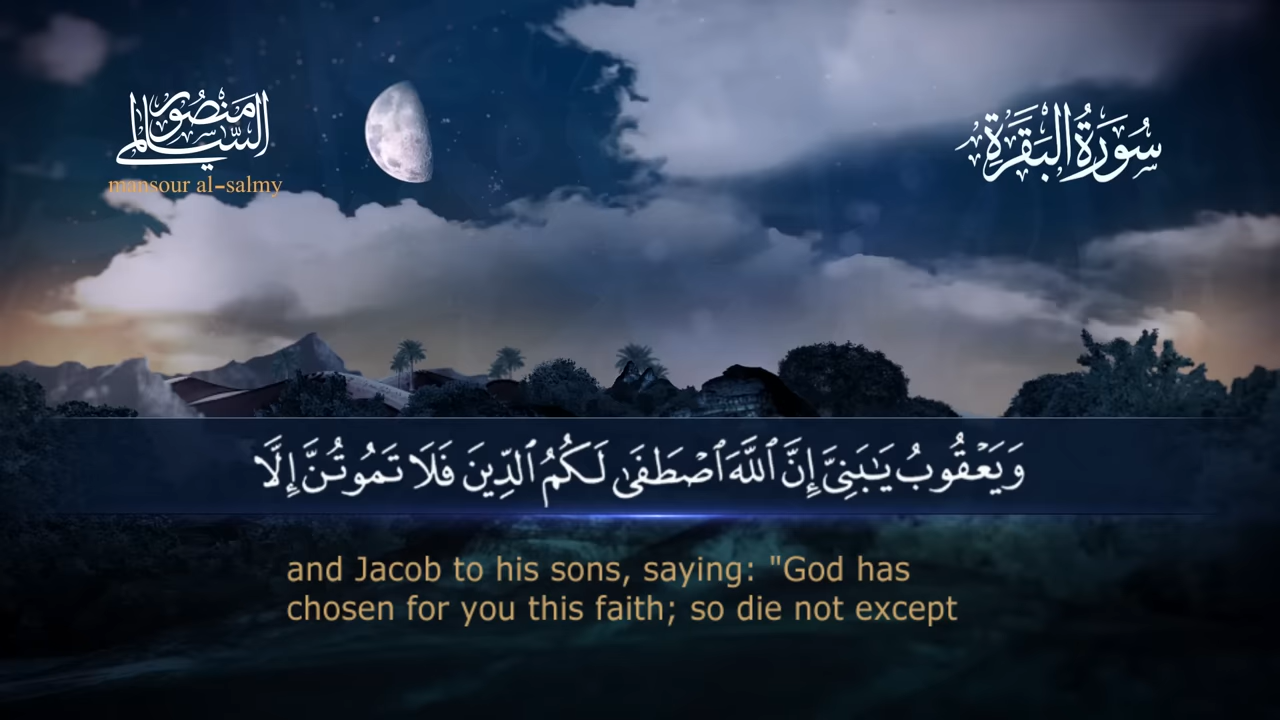 منصور السالمي
mansour al-salmy
سُورَةُ البَقَرَةِ
وَيَعْقُوبُ يَـٰبَنِىَّ إِنَّ ٱللَّهَ ٱصْطَفَىٰ لَكُمُ ٱلدِّينَ فَلَا تَمُوتُنَّ إِلَّا
and Jacob to his sons, saying: "God has
chosen for you this faith; so die not except